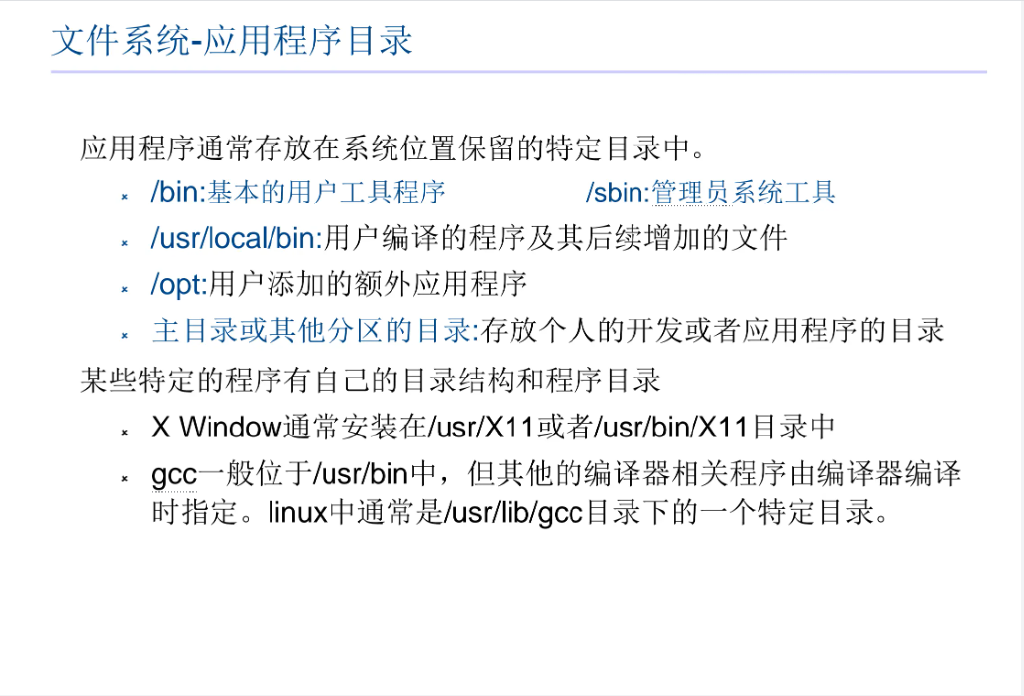 文件系统-应用程序目录
应用程序通常存放在系统位置保留的特定目录中。
/bin:基本的用户工具程序 /sbin:管理员系统工具
/usr/local/bin:用户编译的程序及其后续增加的文件
/opt:用户添加的额外应用程序
主目录或其他分区的目录:存放个人的开发或者应用程序的目录
某些特定的程序有自己的目录结构和程序目录
X Window通常安装在/usr/X11或者/usr/bin/X11目录中
gcc一般位于/usr/bin中，但其他的编译器相关程序由编译器编译
时指定。linux中通常是/usr/lib/gcc目录下的一个特定目录。